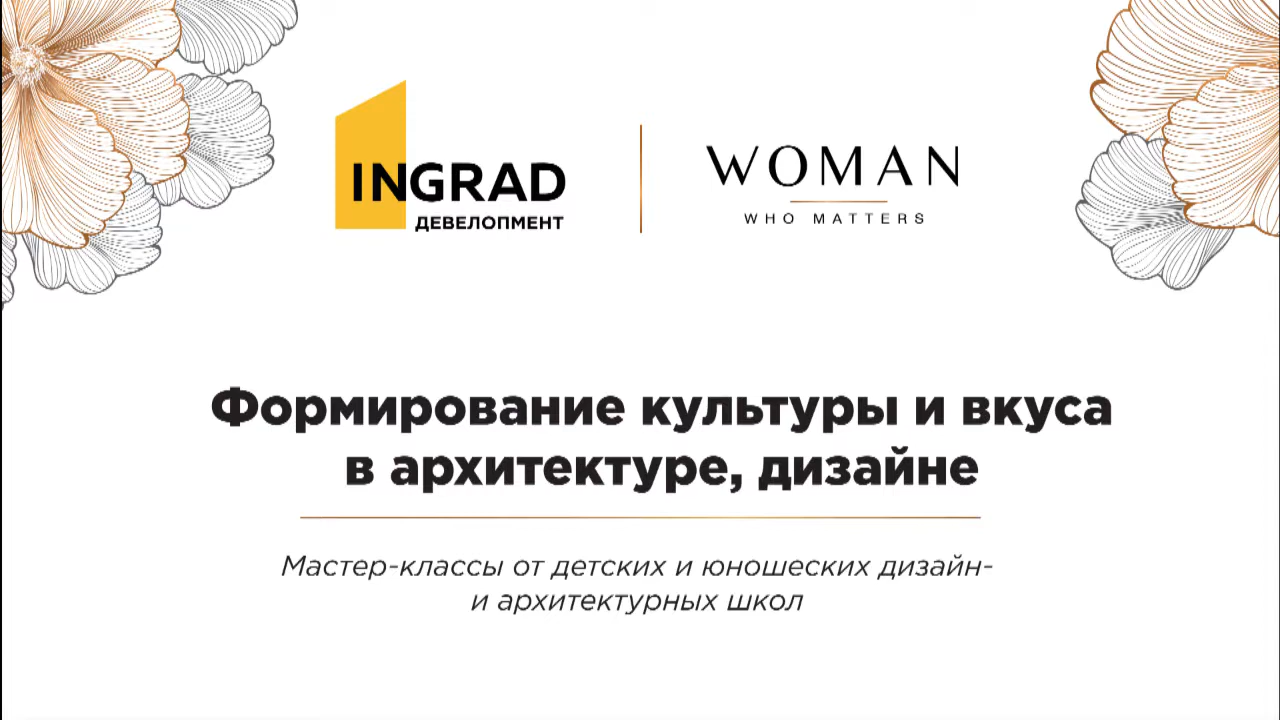 INGRAD
ДЕВЕЛОПМЕНТ
WOMAN
WHO MATTERS
Формирование культуры и вкуса
в архитектуре, дизайне
Мастер-классы от детских и юношеских дизайн-
и архитектурных школ